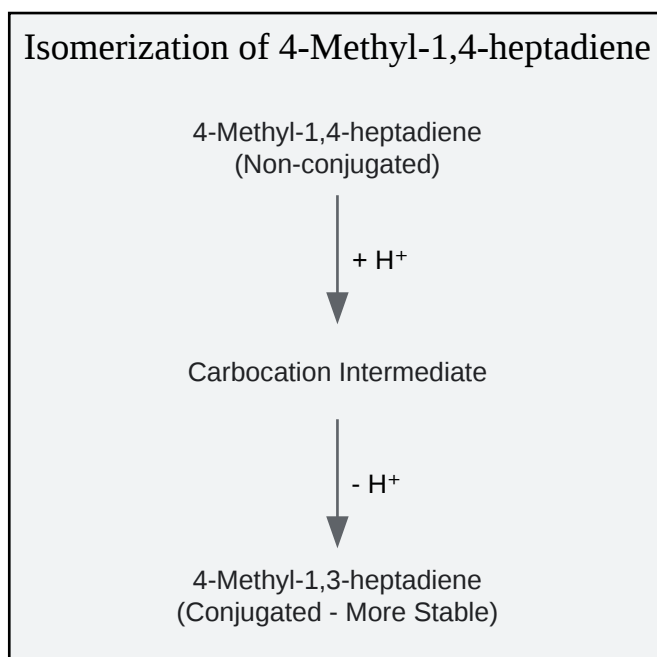 Isomerization of 4-Methyl-1,4-heptadiene
4-Methyl-1,4-heptadiene
(Non-conjugated)
+ H⁺
Carbocation Intermediate
- H⁺
4-Methyl-1,3-heptadiene
(Conjugated - More Stable)